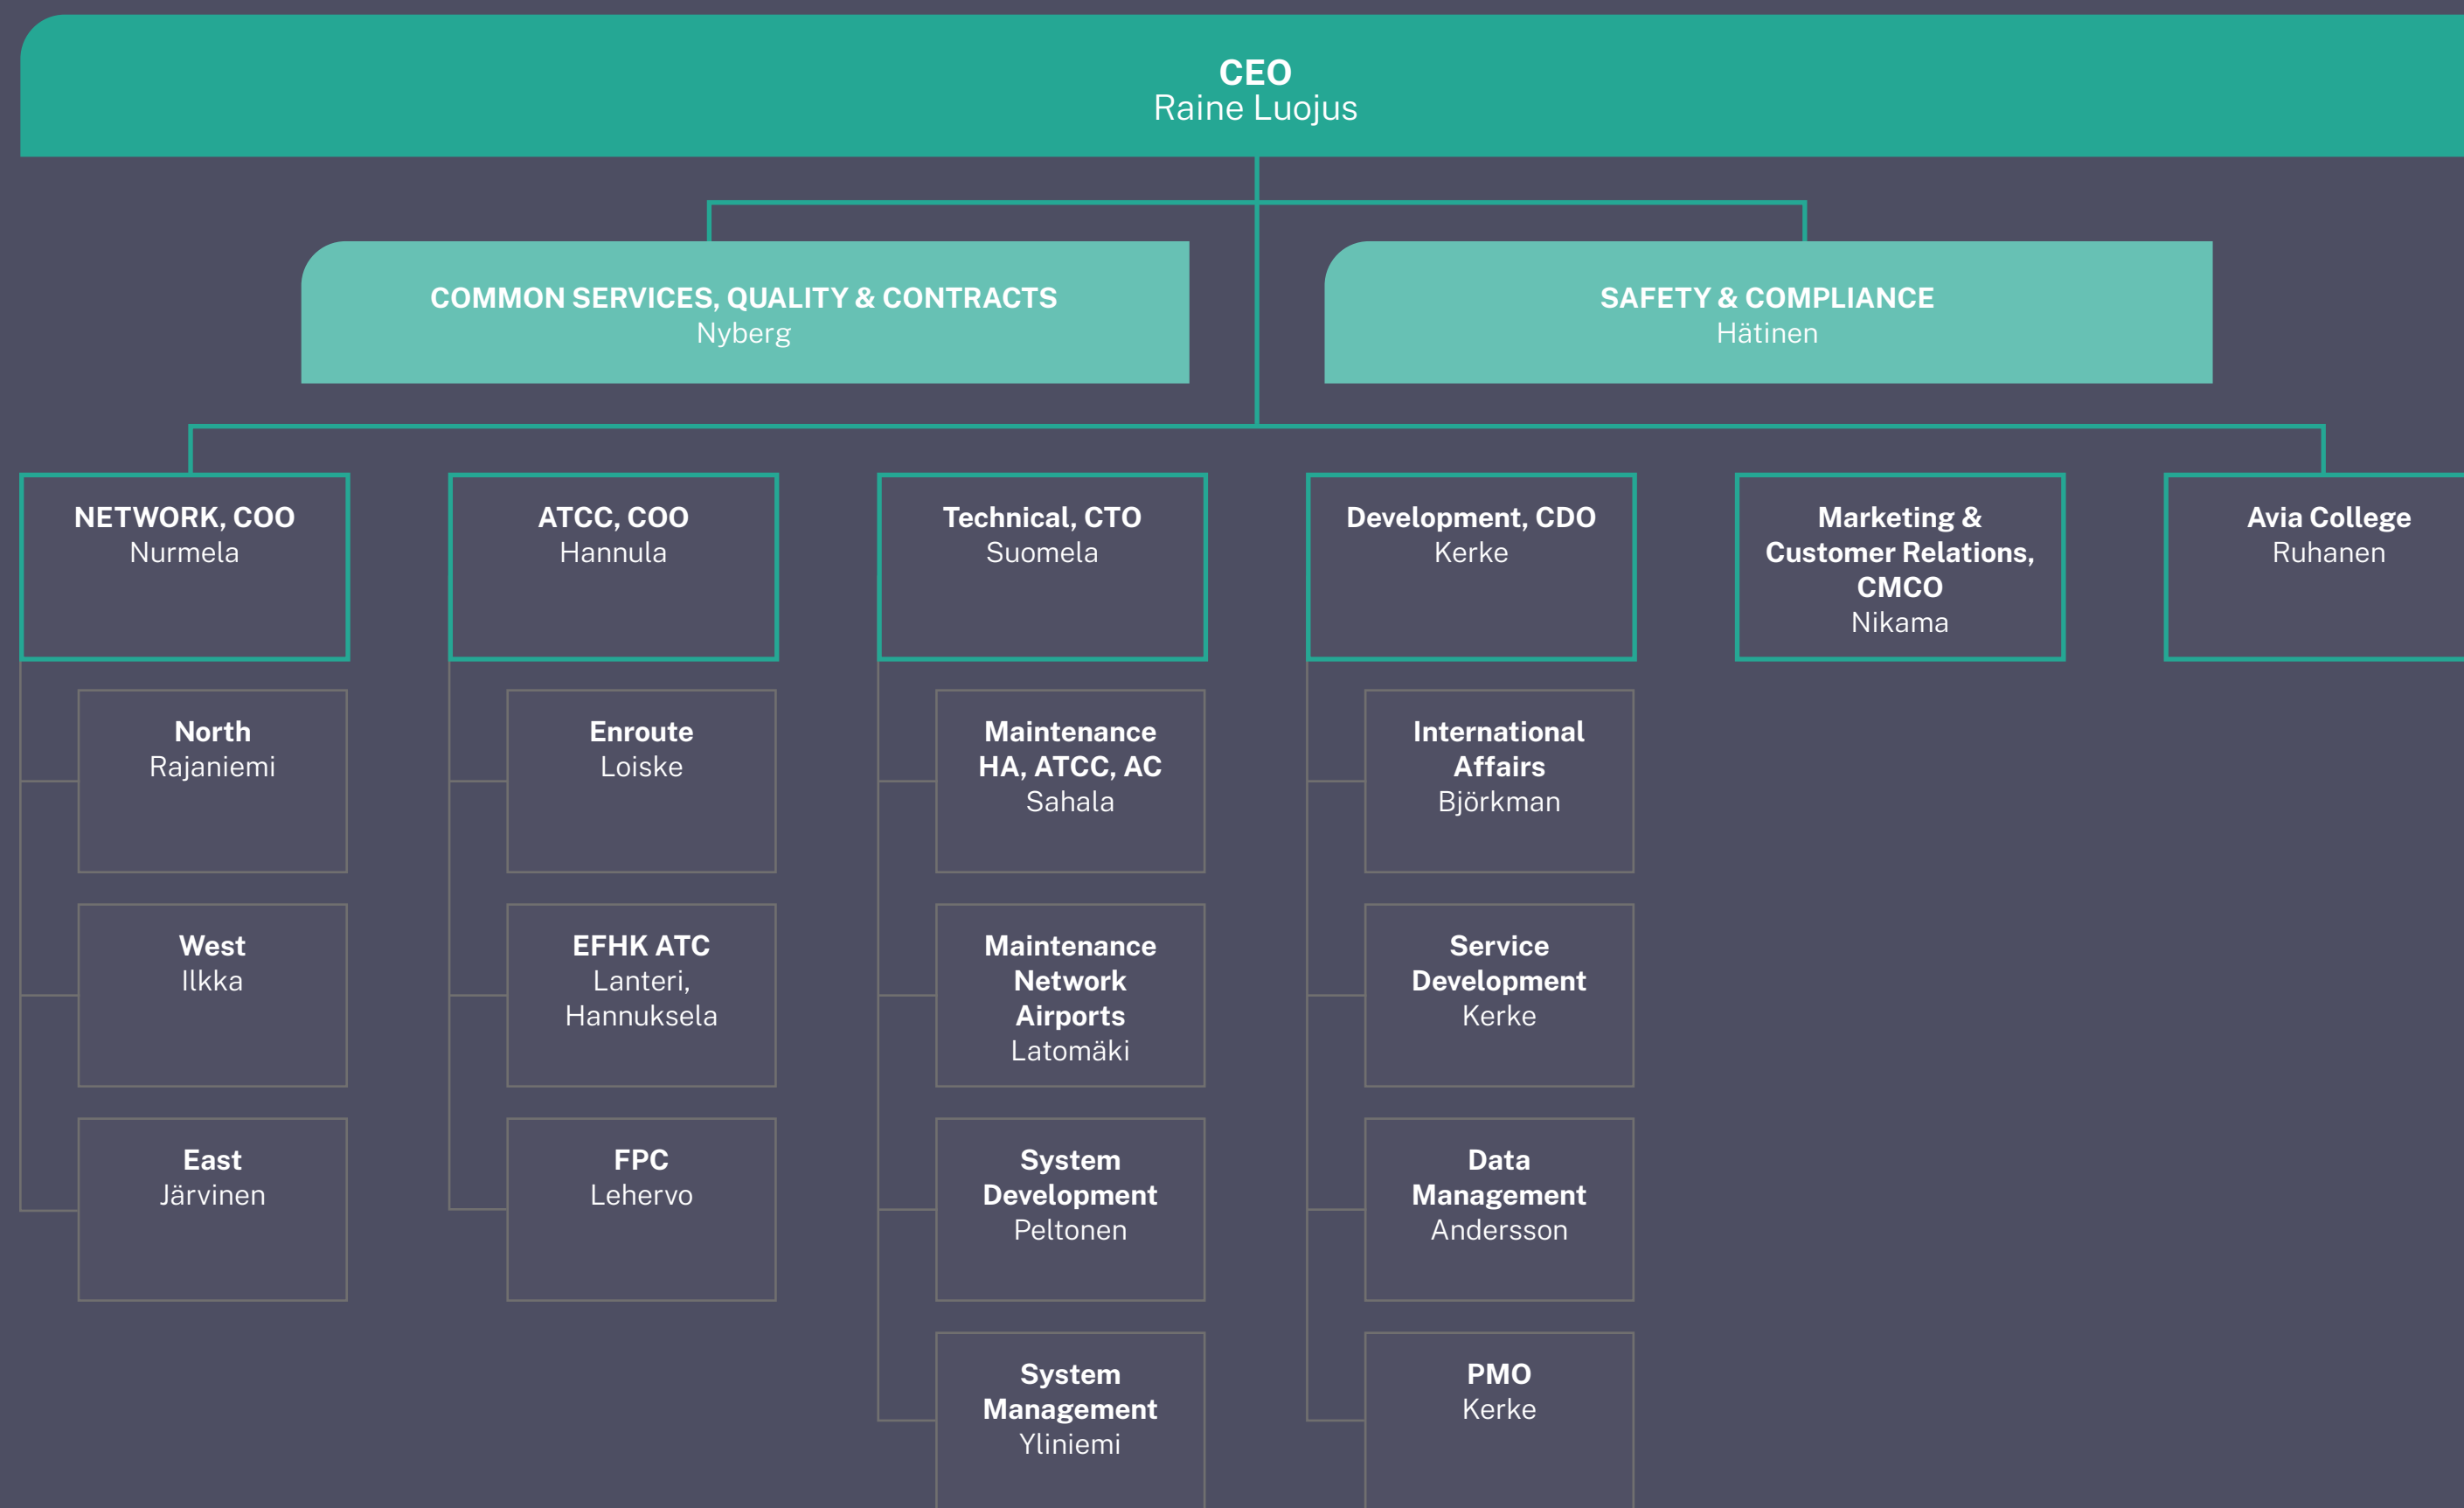 CEO
Raine Luojus
COMMON SERVICES, QUALITY & CONTRACTS
Nyberg
SAFETY & COMPLIANCE
Hätinen
NETWORK, COO
Nurmela
ATCC, COO
Hannula
Technical, CTO
Suomela
Development, CDO
Kerke
Marketing &
Customer Relations,
CMCO
Nikama
Avia College
Ruhanen
North
Rajaniemi
West
Ilkka
East
Järvinen
Enroute
Loiske
EFHK ATC
Lanteri,
Hannuksela
FPC
Lehervo
Maintenance
HA, ATCC, AC
Sahala
Maintenance
Network
Airports
Latomäki
System
Development
Peltonen
System
Management
Yliniemi
International
Affairs
Björkman
Service
Development
Kerke
Data
Management
Andersson
PMO
Kerke